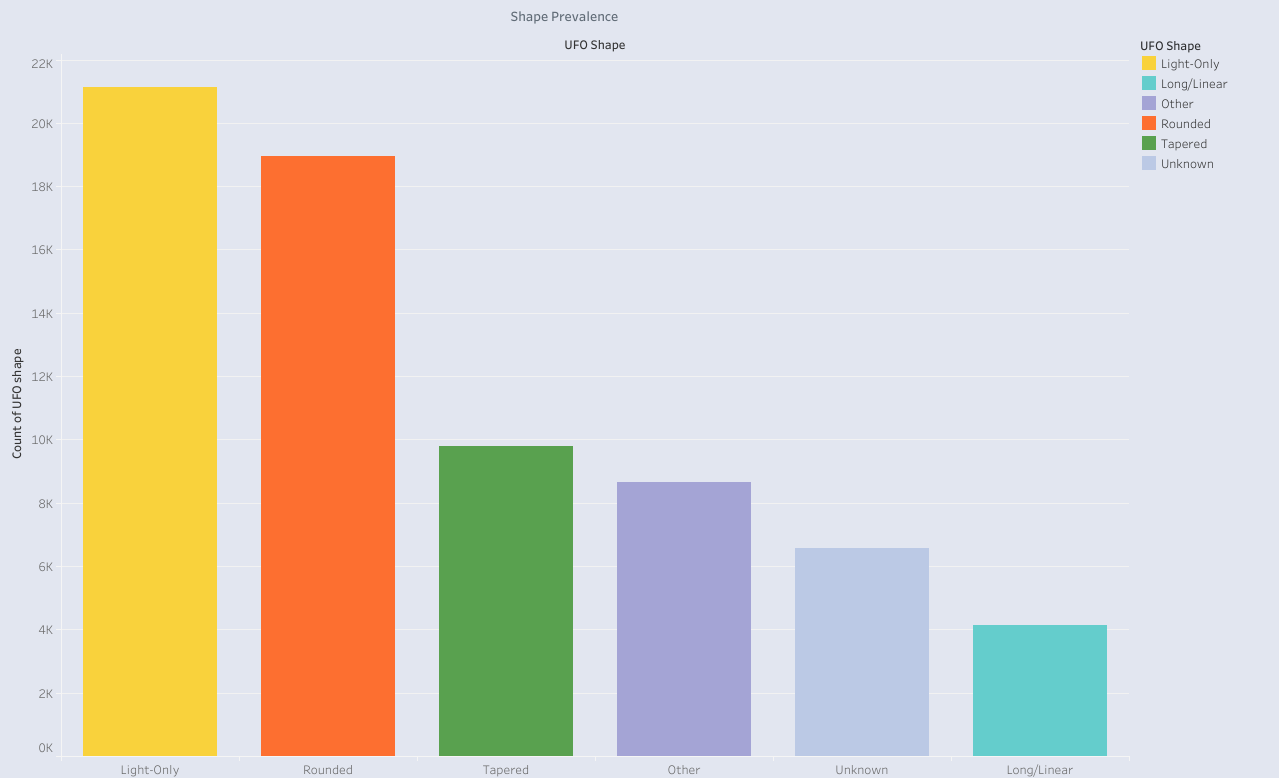 Shape Prevalence
UFO Shape
Count of UFO shape
22K
20K
18K
16K
14K
12K
10K
8K
6K
4K
2K
0K
Light-Only
Rounded
Tapered
Other
Unknown
Long/Linear
UFO Shape
Light-Only
Long/Linear
Other
Rounded
Tapered
Unknown